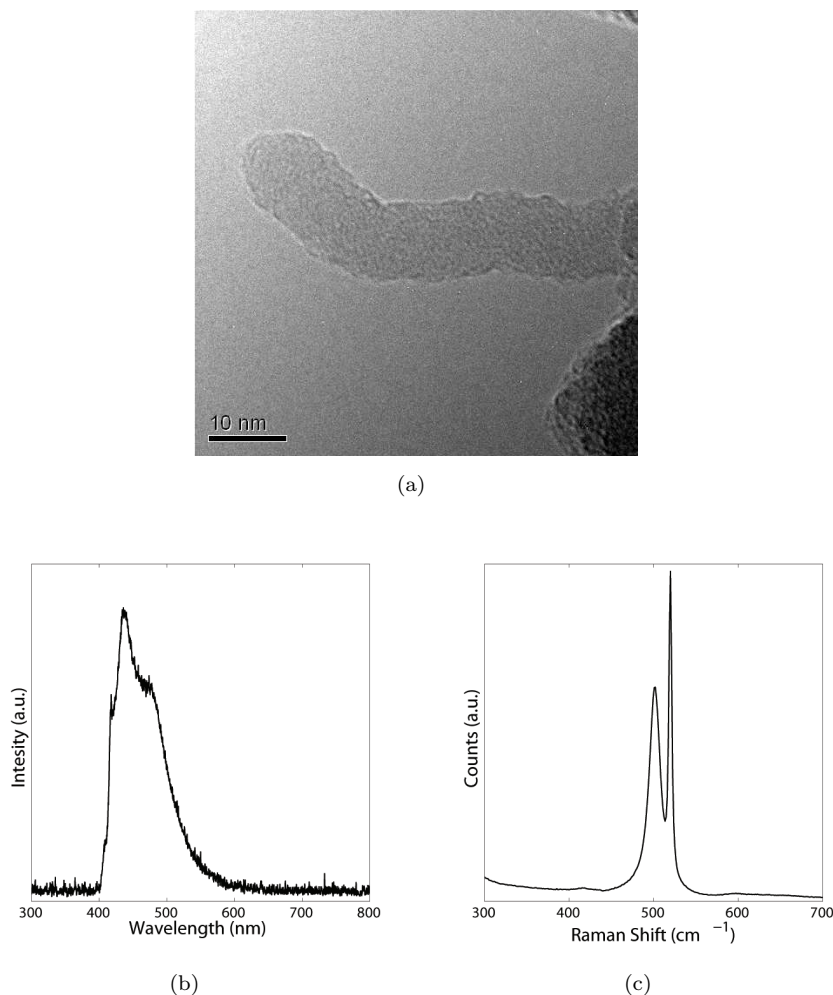 10 nm
(a)
Intesity (a.u.)
300 400 500 600 700 800
Wavelength (nm)
(b)
Counts (a.u.)
300 400 500 600 700
Raman Shift (cm −1)
(c)